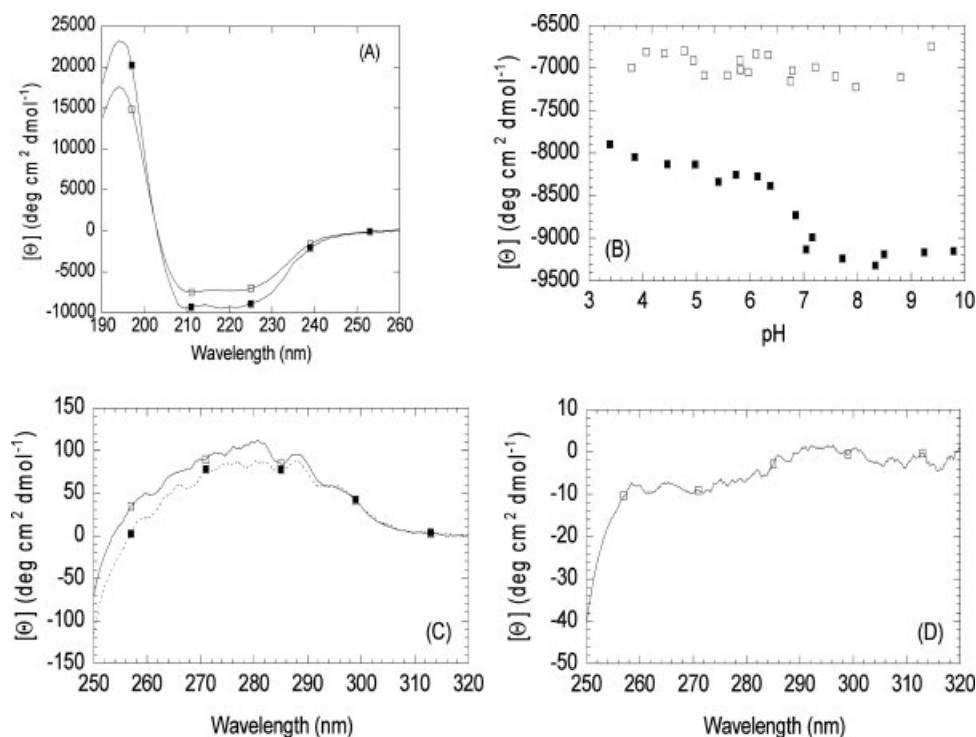 25000
20000
15000
10000
5000
0
-5000
-10000
190 200 210 220 230 240 250 260
Wavelength (nm)
[Θ] (deg cm² dmol⁻¹)
(A)
-6500
-7000
-7500
-8000
-8500
-9000
-9500
3 4 5 6 7 8 9 10
pH
[Θ] (deg cm² dmol⁻¹)
(B)
150
100
50
0
-50
-100
-150
250 260 270 280 290 300 310 320
Wavelength (nm)
[Θ] (deg cm² dmol⁻¹)
(C)
10
0
-10
-20
-30
-40
-50
250 260 270 280 290 300 310 320
Wavelength (nm)
[Θ] (deg cm² dmol⁻¹)
(D)